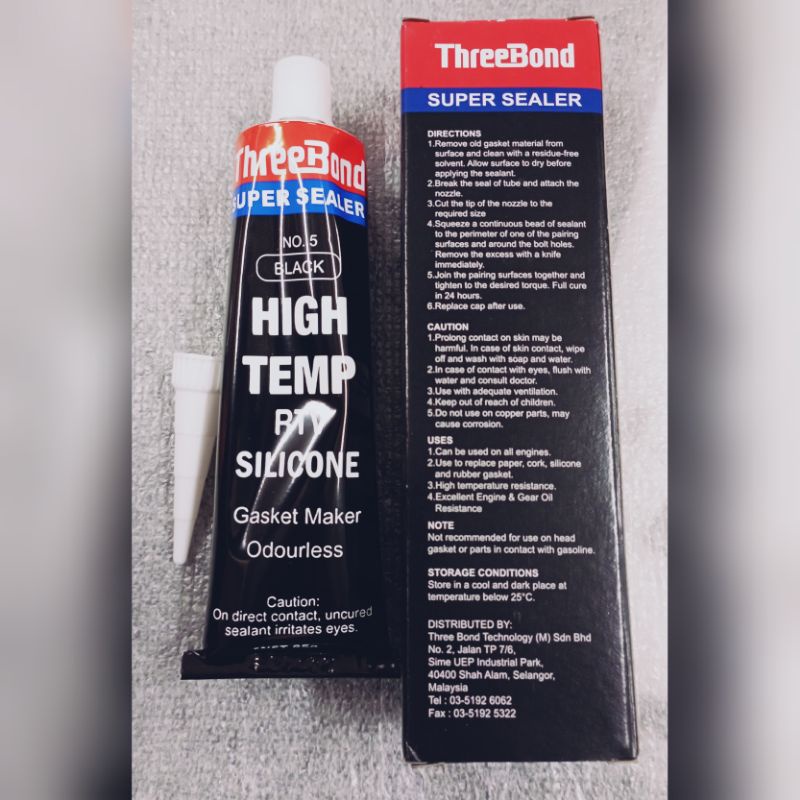 ThreeBond
SUPER SEALER
NO. 5
BLACK
HIGH
TEMP
RTV
SILICONE
Gasket Maker
Odourless
Caution:
On direct contact, uncured
sealant irritates eyes.
ThreeBond
SUPER SEALER
DIRECTIONS
1.Remove old gasket material from
surface and clean with a residue-free
solvent. Allow surface to dry before
applying the sealant.
2.Break the seal of tube and attach the
nozzle.
3.Cut the tip of the nozzle to the
required size
4.Squeeze a continuous bead of sealant
to the perimeter of one of the pairing
surfaces and around the bolt holes.
Remove the excess with a knife
immediately.
5.Join the pairing surfaces together and
tighten to the desired torque. Full cure
in 24 hours.
6.Replace cap after use.
CAUTION
1.Prolong contact on skin may be
harmful. In case of skin contact, wipe
off and wash with soap and water.
2.In case of contact with eyes, flush with
water and consult doctor.
3.Use with adequate ventilation.
4.Keep out of reach of children.
5.Do not use on copper parts, may
cause corrosion.
USES
1.Can be used on all engines.
2.Use to replace paper, cork, silicone
and rubber gasket.
3.High temperature resistance.
4.Excellent Engine & Gear Oil
Resistance
NOTE
Not recommended for use on head
gasket or parts in contact with gasoline.
STORAGE CONDITIONS
Store in a cool and dark place at
temperature below 25°C.
DISTRIBUTED BY:
Three Bond Technology (M) Sdn Bhd
No. 2, Jalan TP 7/6,
Sime UEP Industrial Park,
40400 Shah Alam, Selangor,
Malaysia
Tel : 03-5192 6062
Fax : 03-5192 5322